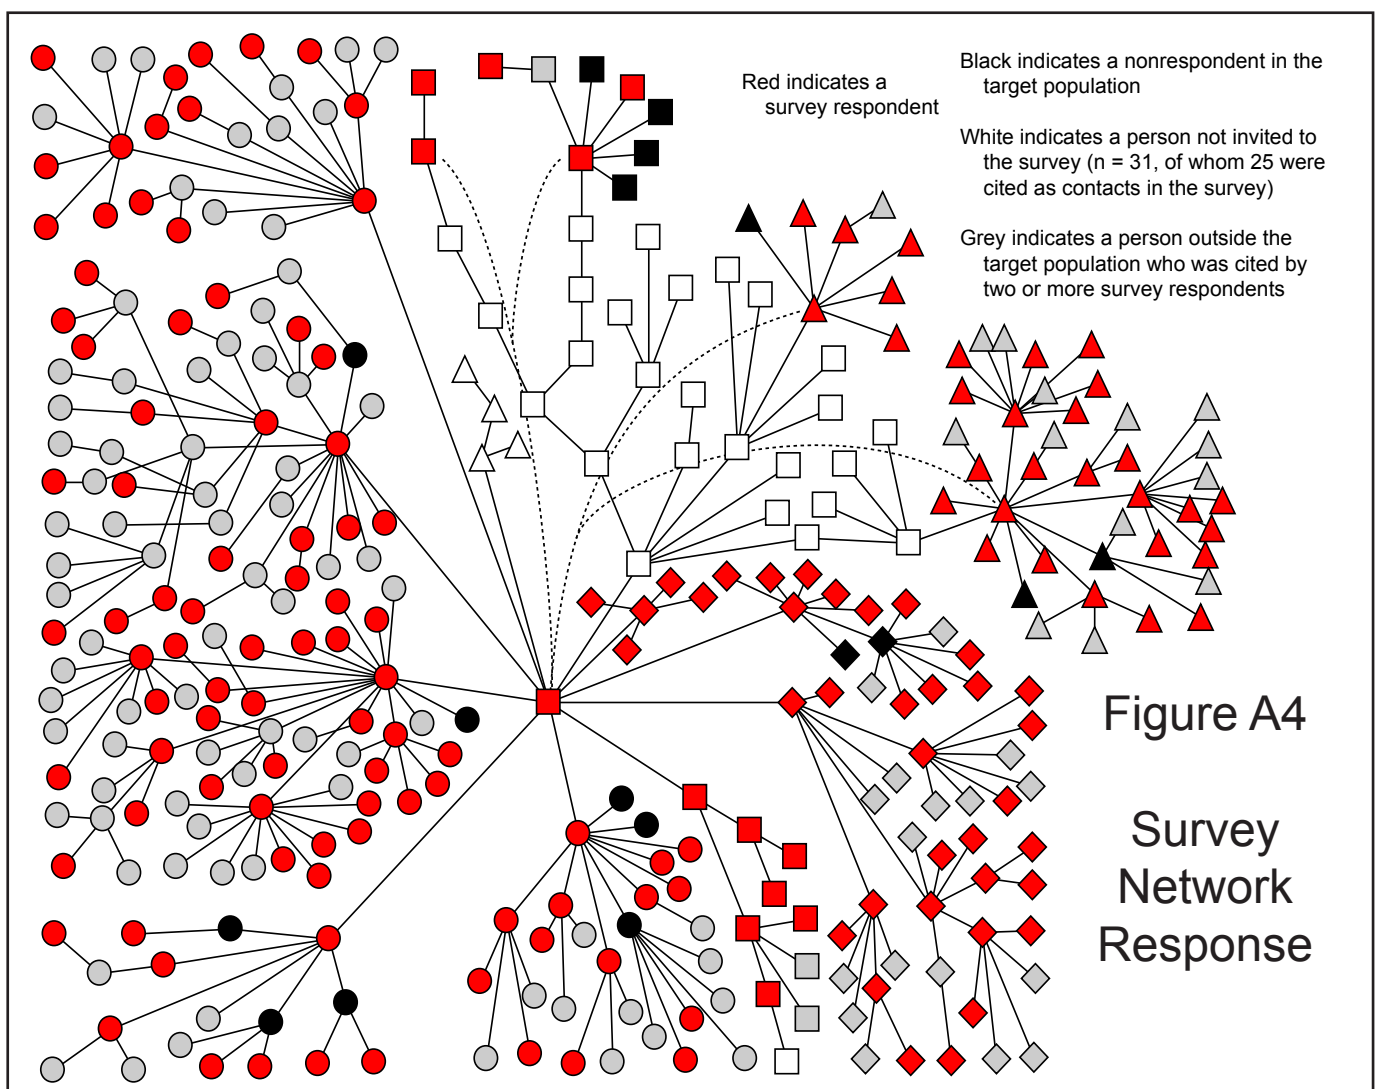 Red indicates a
survey respondent
Black indicates a nonrespondent in the
target population
White indicates a person not invited to
the survey (n = 31, of whom 25 were
cited as contacts in the survey)
Grey indicates a person outside the
target population who was cited by
two or more survey respondents
Figure A4
Survey
Network
Response